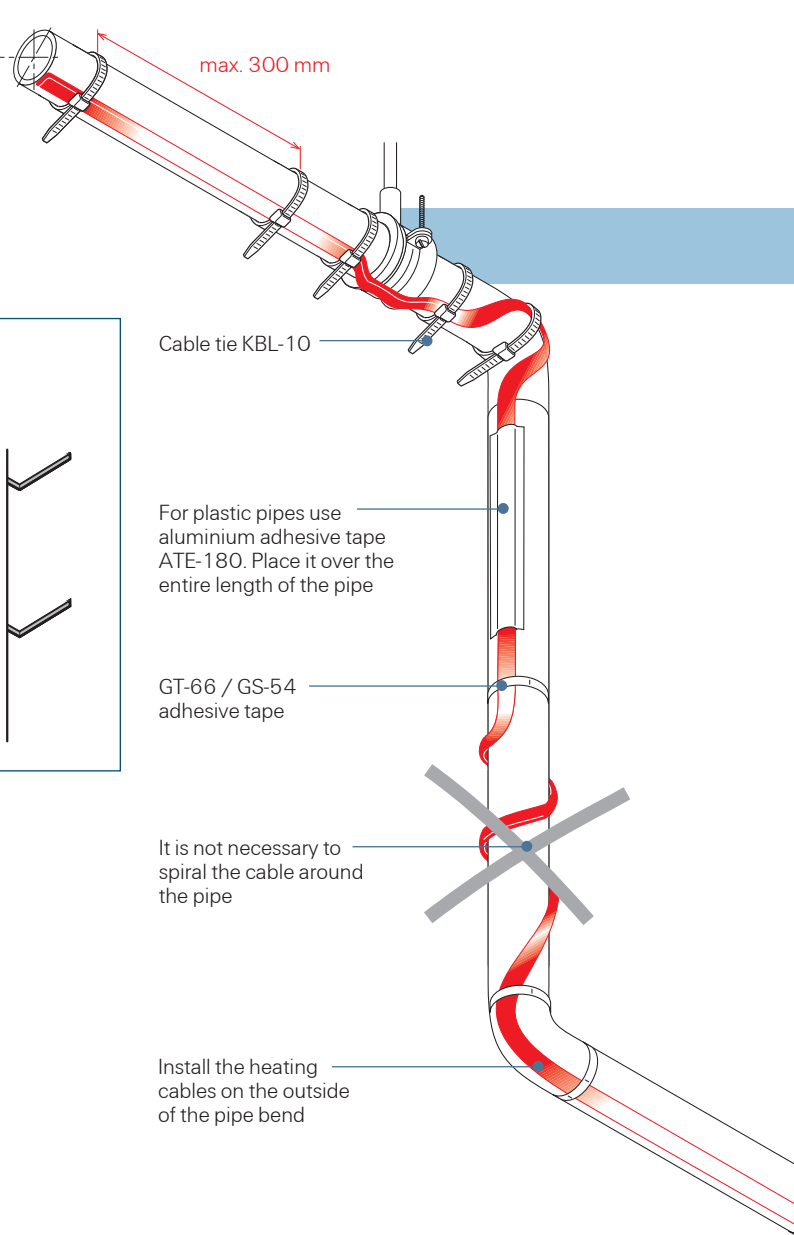 max. 300 mm
Cable tie KBL-10
For plastic pipes use
aluminium adhesive tape
ATE-180. Place it over the
entire length of the pipe
GT-66 / GS-54
adhesive tape
It is not necessary to
spiral the cable around
the pipe
Install the heating
cables on the outside
of the pipe bend